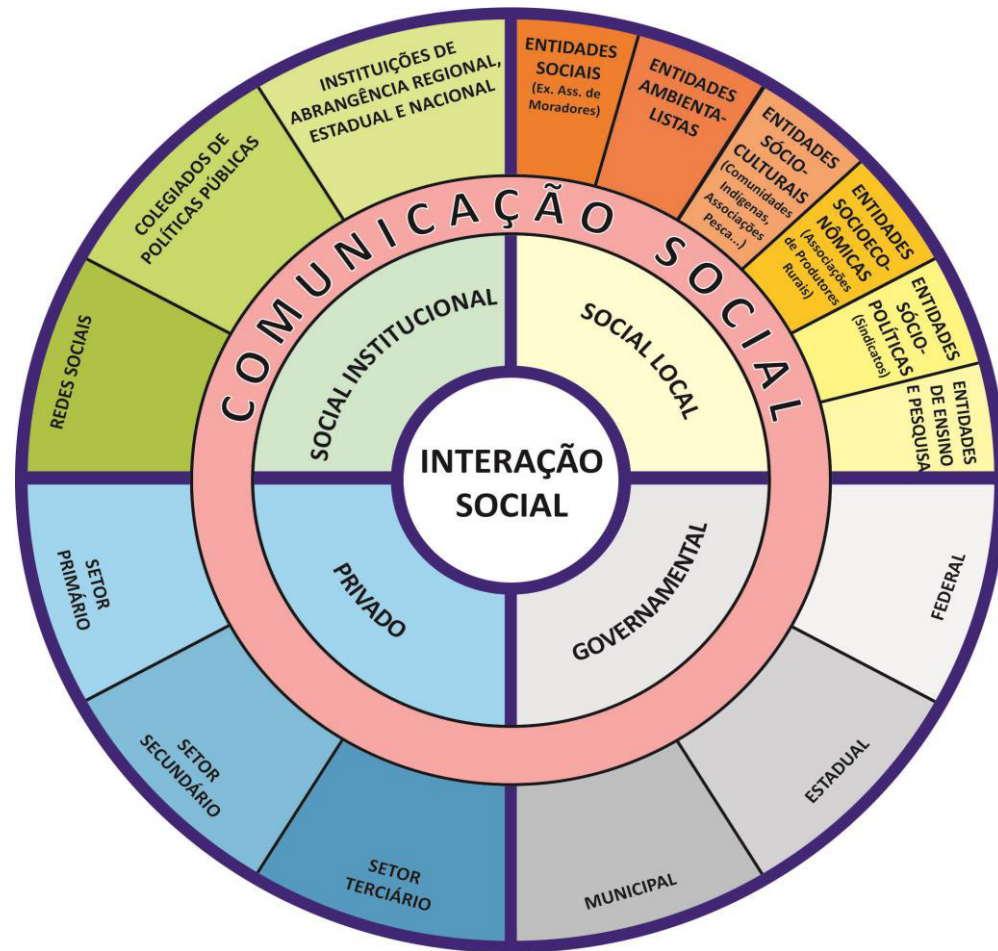 INSTITUIÇÕES DE
ABRANGÊNCIA REGIONAL,
ESTADUAL E NACIONAL
COLEGIADOS DE
POLÍTICAS PÚBLICAS
REDES SOCIAIS
ENTIDADES
SOCIAIS
(Ex. Ass. de
Moradores)
ENTIDADES
AMBIENTA-
LISTAS
ENTIDADES
SÓCIO-
CULTURAIS
(Comunidades
Indígenas,
Associações
Pesca...)
ENTIDADES
SOCIOECO-
NÔMICAS
(Associações
de Produtores
Rurais)
ENTIDADES
SÓCIO-
POLÍTICAS
(Sindicatos)
ENTIDADES
DE ENSINO
E PESQUISA
COMUNICAÇÃO SOCIAL
SOCIAL INSTITUCIONAL
SOCIAL LOCAL
INTERAÇÃO
SOCIAL
PRIVADO
GOVERNAMENTAL
SETOR
PRIMÁRIO
SETOR
SECUNDÁRIO
SETOR
TERCIÁRIO
MUNICIPAL
ESTADUAL
FEDERAL